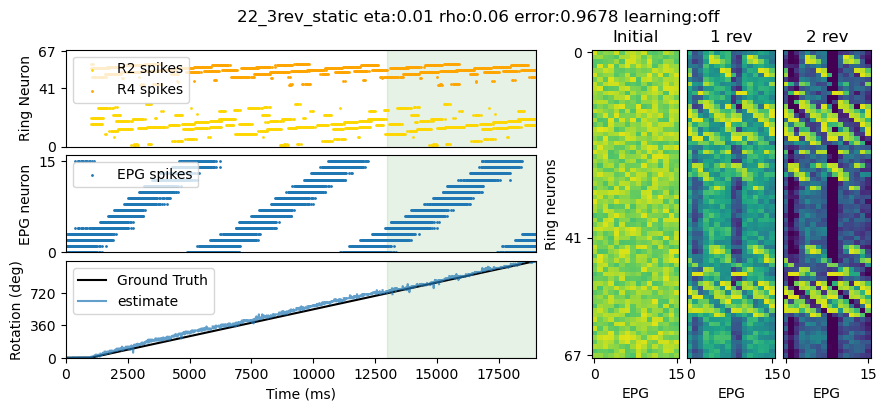 22_3rev_static eta:0.01 rho:0.06 error:0.9678 learning:off
Ring Neuron
67
41
0
R2 spikes
R4 spikes
EPG neuron
15
0
EPG spikes
Rotation (deg)
720
360
0
Ground Truth
estimate
0 2500 5000 7500 10000 12500 15000 17500
Time (ms)
Initial 1 rev 2 rev
Ring neurons
0
41
67
0 15 0 15 0 15
EPG EPG EPG